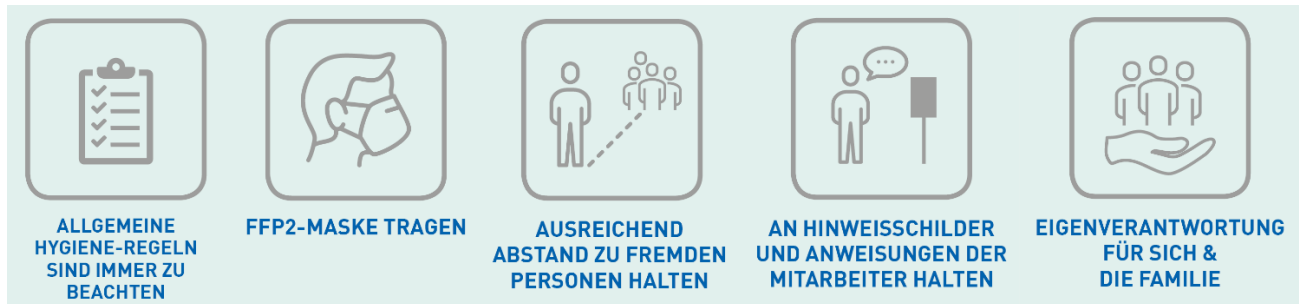 ALLGEMEINE
HYGIENE-REGELN
SIND IMMER ZU
BEACHTEN
FFP2-MASKE TRAGEN
AUSREICHEND
ABSTAND ZU FREMDEN
PERSONEN HALTEN
AN HINWEISSCHILDER
UND ANWEISUNGEN DER
MITARBEITER HALTEN
EIGENVERANTWORTUNG
FÜR SICH &
DIE FAMILIE